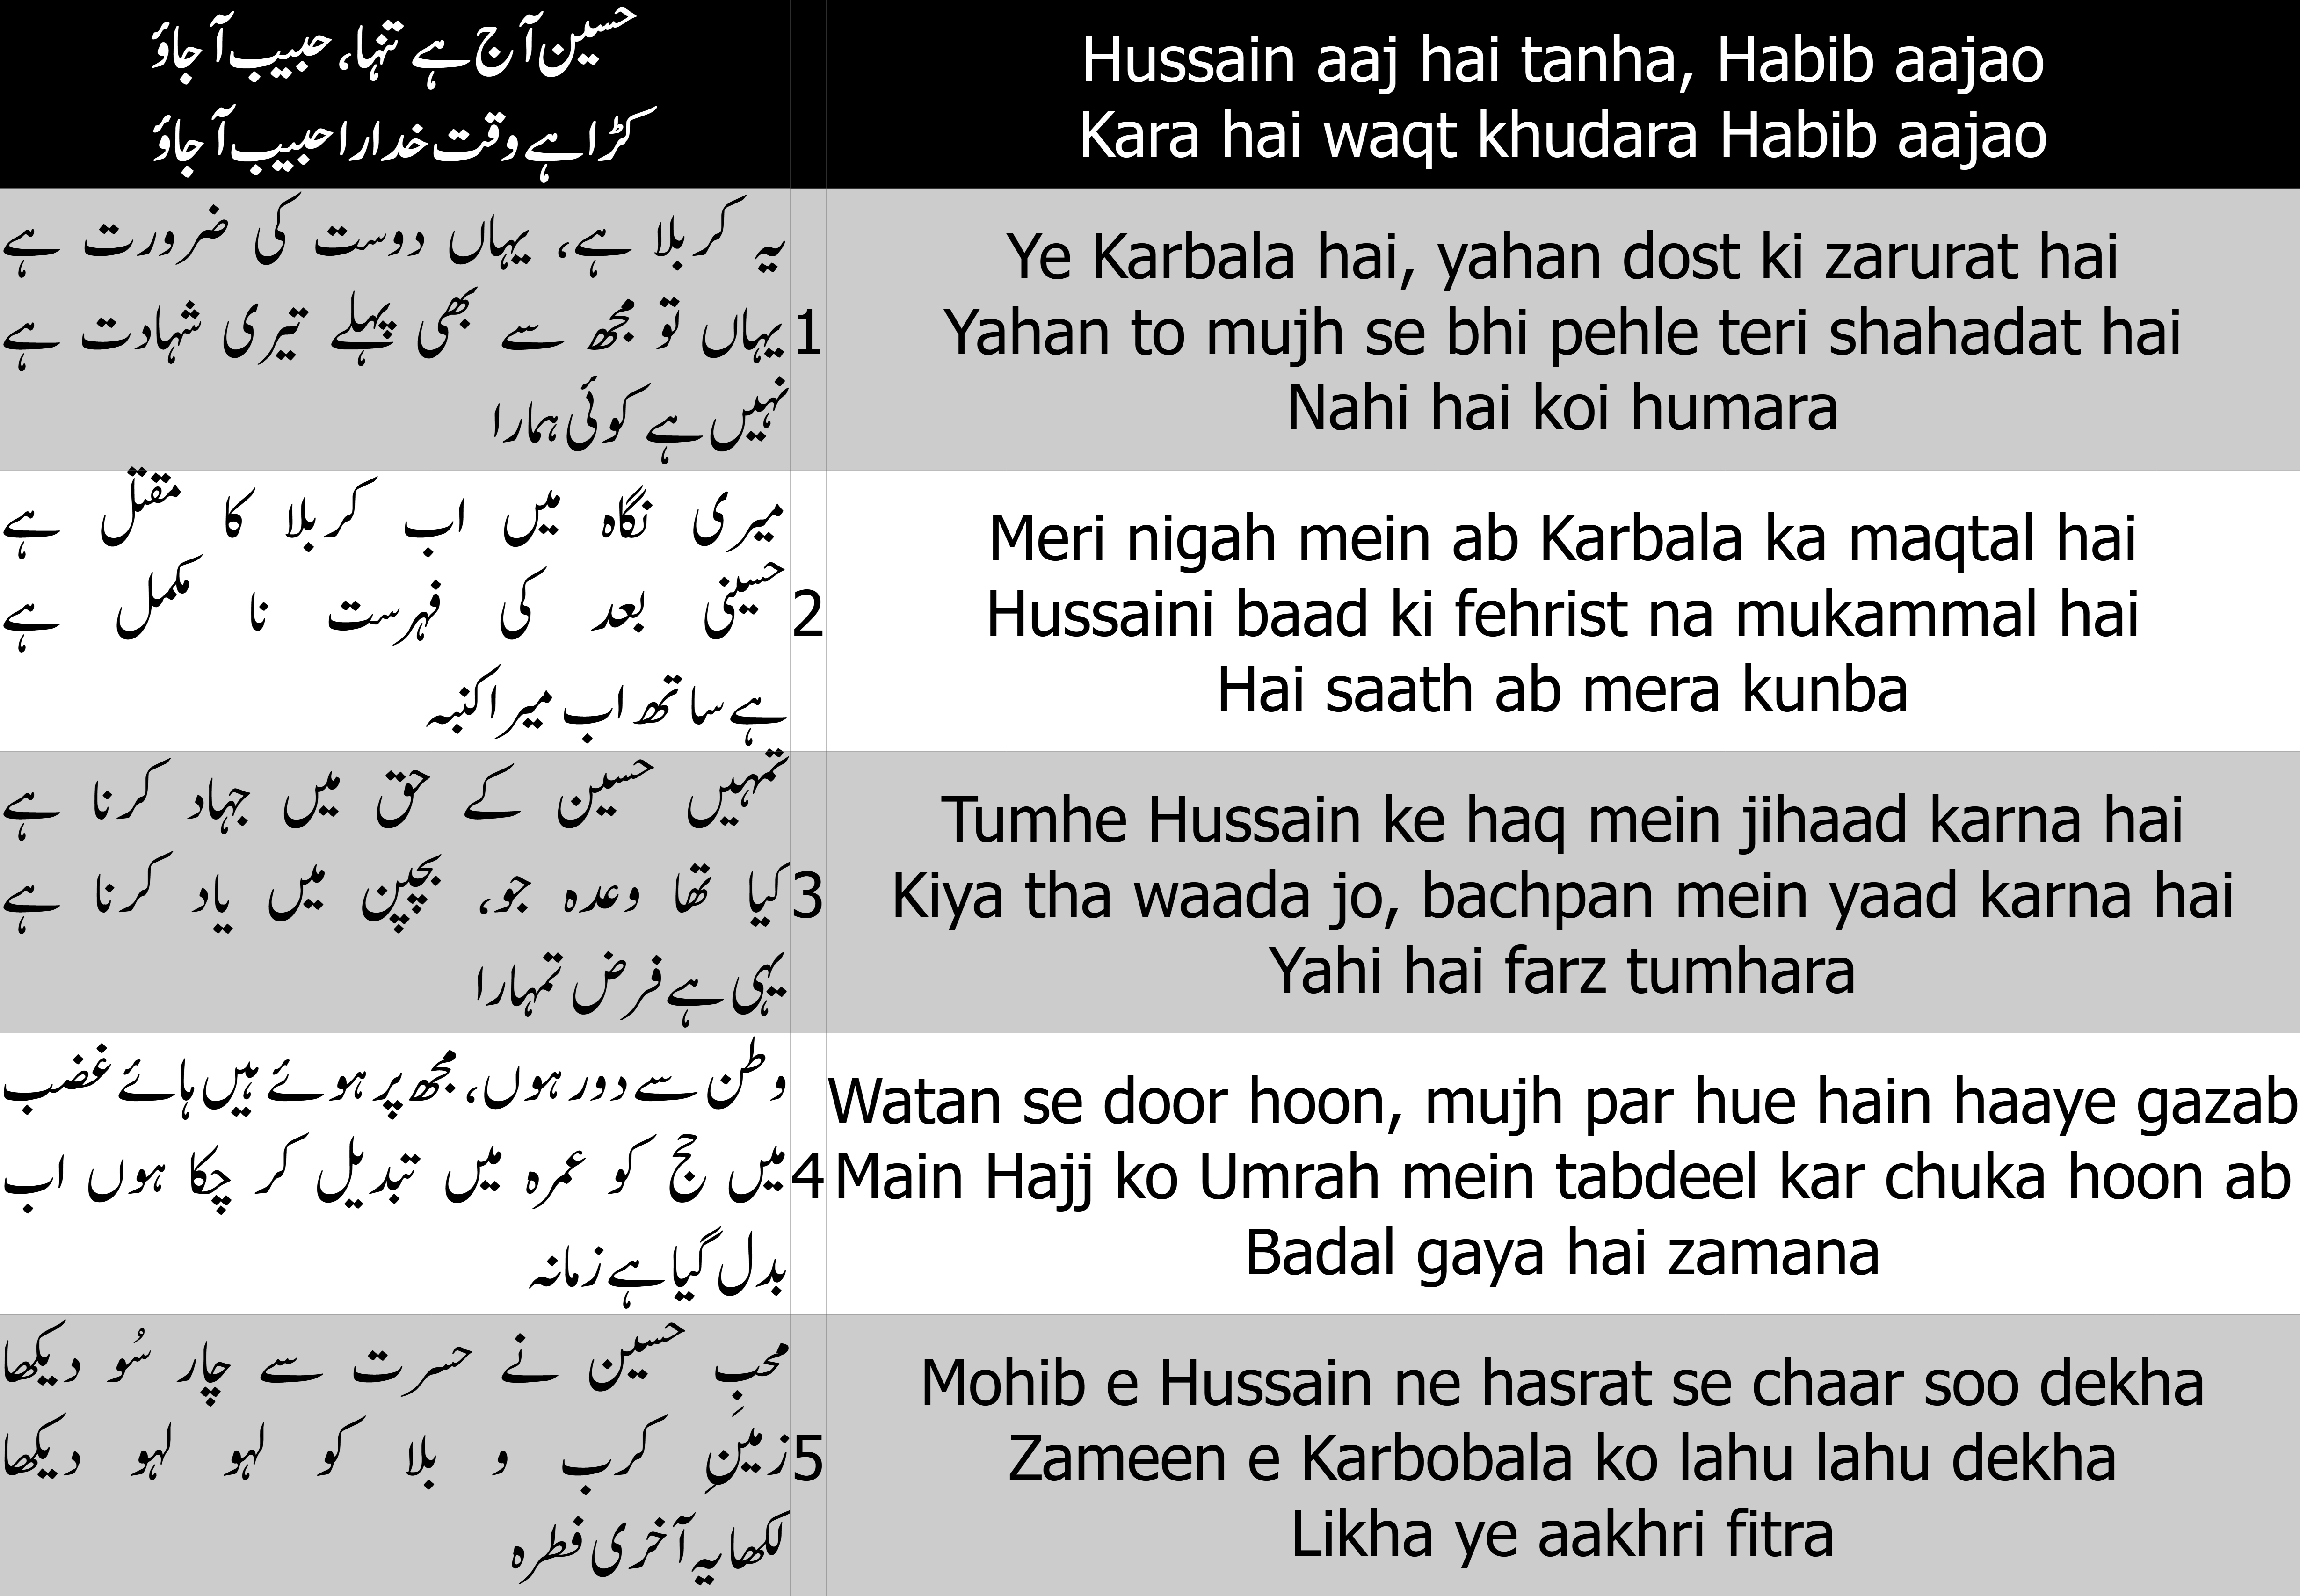 حسین آج ہے تنہا، حبیب آ جاؤ
کڑا ہے وقت خدارا حبیب آ جاؤ
Hussain aaj hai tanha, Habib aajao
Kara hai waqt khudara Habib aajao
یہ کربلا ہے، یہاں دوست کی ضرورت ہے
یہاں تو مجھ سے بھی پہلے تیری شہادت ہے
نہیں ہے کوئی ہمارا
1
Ye Karbala hai, yahan dost ki zarurat hai
Yahan to mujh se bhi pehle teri shahadat hai
Nahi hai koi humara
میری نگاہ میں اب کربلا کا مقتل ہے
حسینی بعد کی فہرست نا مکمل ہے
ہے ساتھ اب میرا کنبہ
2
Meri nigah mein ab Karbala ka maqtal hai
Hussaini baad ki fehrist na mukammal hai
Hai saath ab mera kunba
تمہیں حسین کے حق میں جہاد کرنا ہے
کیا تھا وعدہ جو، بچپن میں یاد کرنا ہے
یہی ہے فرض تمہارا
3
Tumhe Hussain ke haq mein jihaad karna hai
Kiya tha waada jo, bachpan mein yaad karna hai
Yahi hai farz tumhara
وطن سے دور ہوں، مجھ پر ہوئے ہیں ہائے غضب
میں حج کو عمرہ میں تبدیل کر چکا ہوں اب
بدل گیا ہے زمانہ
4
Watan se door hoon, mujh par hue hain haaye gazab
Main Hajj ko Umrah mein tabdeel kar chuka hoon ab
Badal gaya hai zamana
محبِ حسین نے حسرت سے چار سُو دیکھا
زمینِ کرب و بلا کو لہو لہو دیکھا
لکھا یہ آخری فطرہ
5
Mohib e Hussain ne hasrat se chaar soo dekha
Zameen e Karbobala ko lahu lahu dekha
Likha ye aakhri fitra